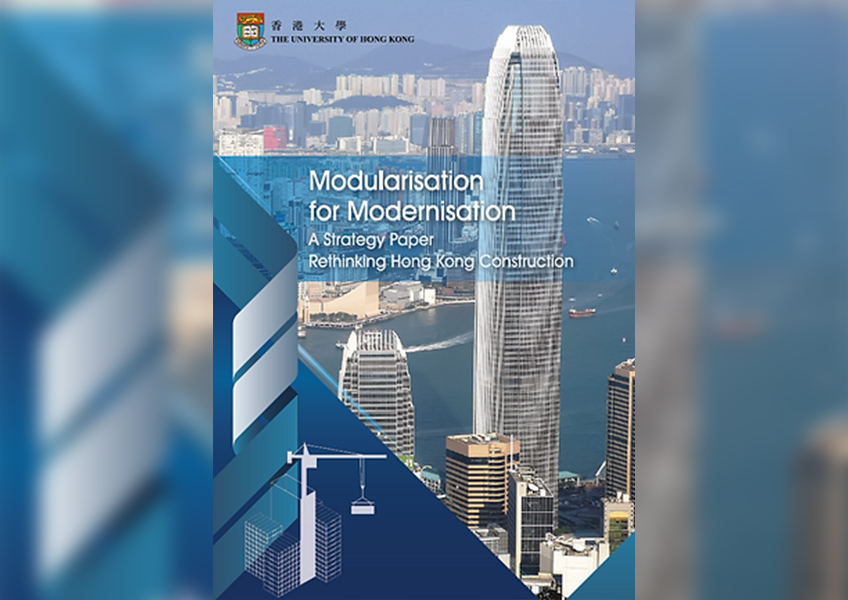 香港大學
THE UNIVERSITY OF HONG KONG
Modularisation
for Modernisation
A Strategy Paper
Rethinking Hong Kong Construction